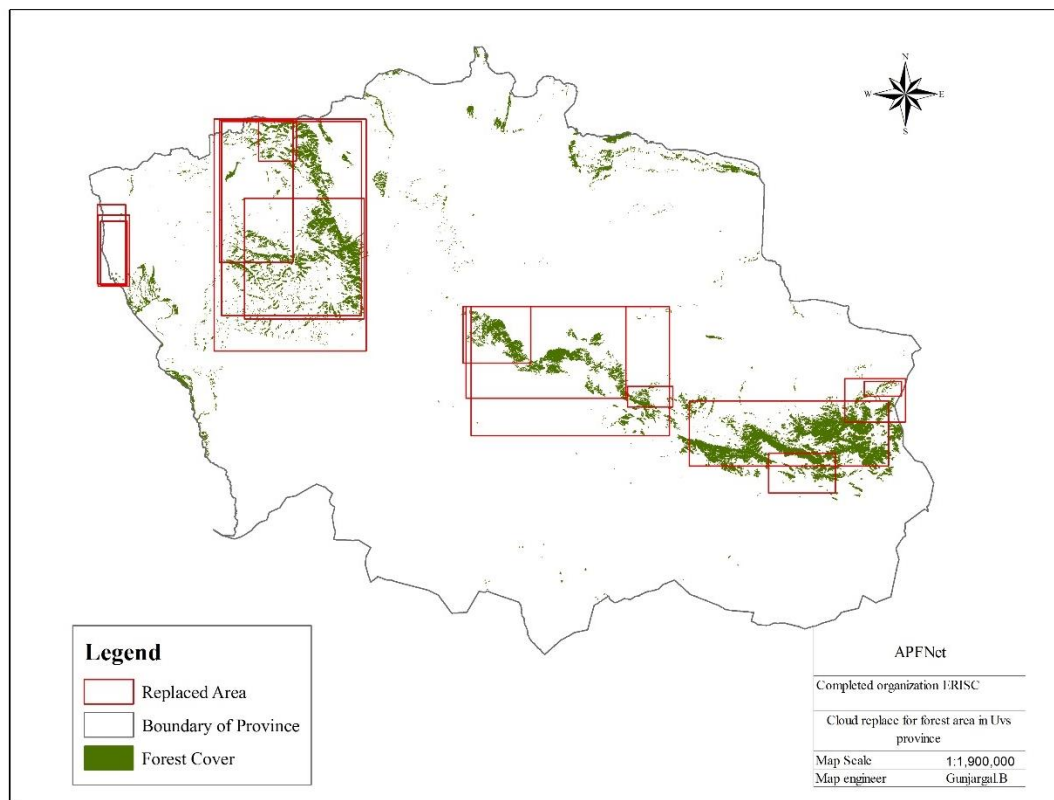 N
W E
S
Legend
Replaced Area
Boundary of Province
Forest Cover
APFNet
Completed organization ERISC
Cloud replace for forest area in Uvs
province
Map Scale 1:1,900,000
Map engineer Gunjargal.B